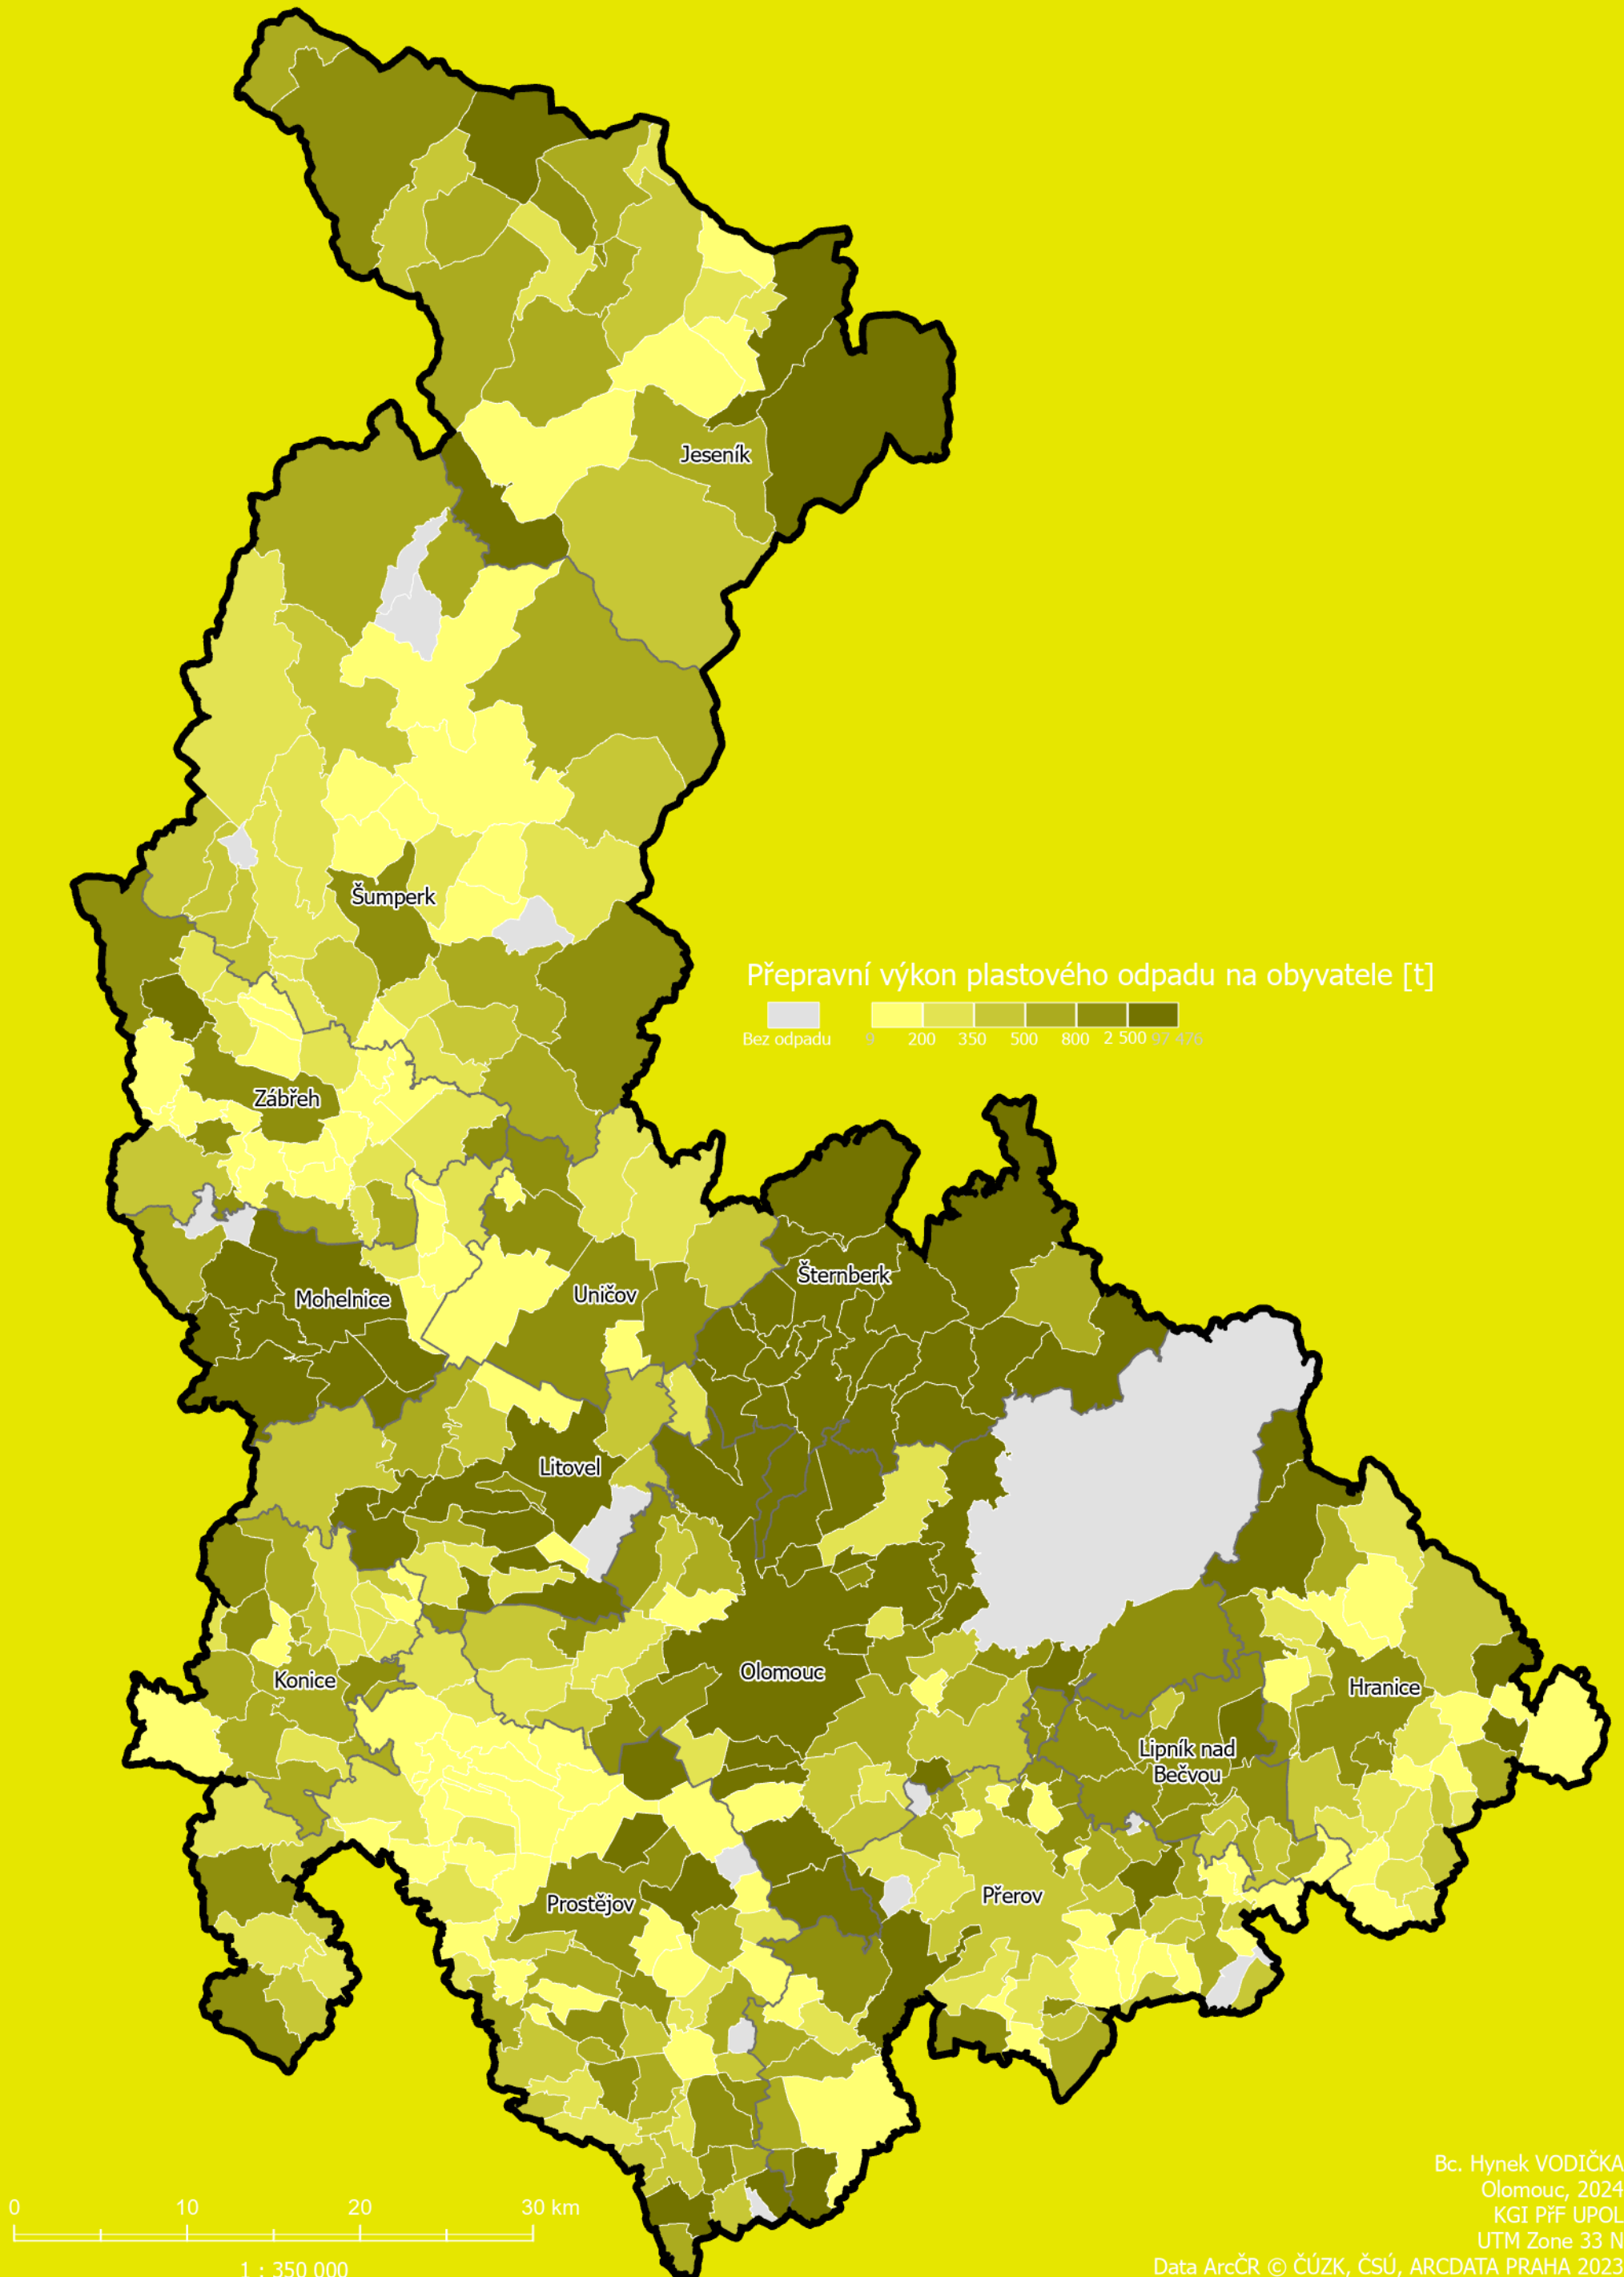 Jeseník
Šumperk
Přepravní výkon plastového odpadu na obyvatele [t]
Bez odpadu
0 200 350 500 800 2 500 97 476
Zábřeh
Šternberk
Mohelnice
Uničov
Litovel
Olomouc
Konice
Hranice
Lipník nad
Bečvou
Přerov
Prostějov
Bc. Hynek VODIČKA
Olomouc, 2024
KGI PřF UPOL
UTM Zone 33 N
Data ArcČR © ČÚZK, ČSÚ, ARCDATA PRAHA 2023
0 10 20 30 km
1 : 350 000